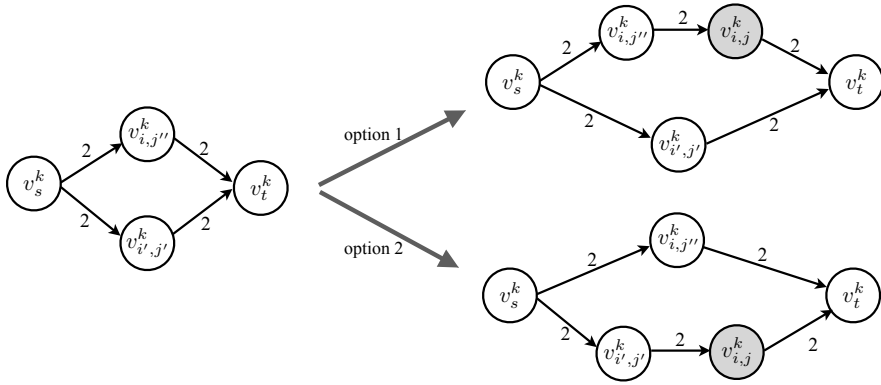 2
v_{i,j''}^k
2
v_{i,j}^k
2
v_s^k
v_t^k
2
v_{i',j'}^k
2
option 1
v_{i,j''}^k
2
2
v_s^k
v_t^k
2
v_{i',j'}^k
2
option 2
v_{i,j''}^k
2
2
v_s^k
v_t^k
2
v_{i',j'}^k
2
v_{i,j}^k
2